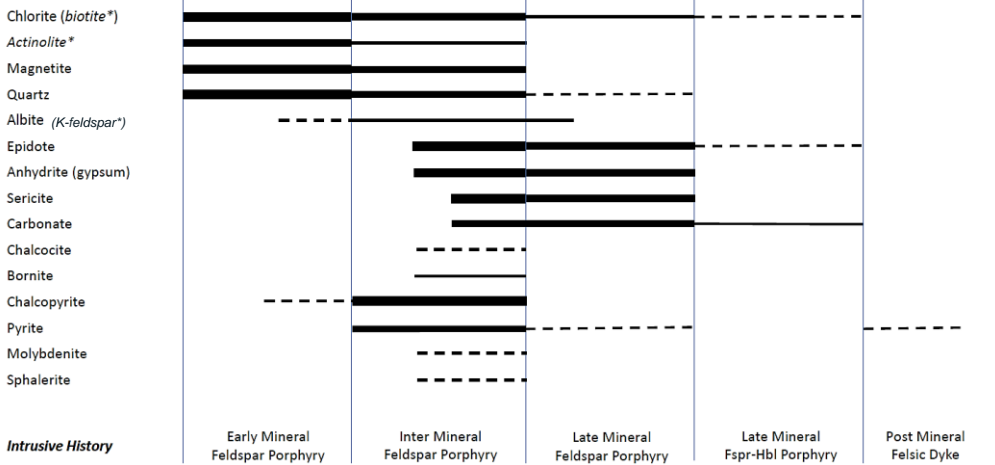 Chlorite (biotite*)
Actinolite*
Magnetite
Quartz
Albite (K-feldspar*)
Epidote
Anhydrite (gypsum)
Sericite
Carbonate
Chalcocite
Bornite
Chalcopyrite
Pyrite
Molybdenite
Sphalerite
Intrusive History
Early Mineral
Feldspar Porphyry
Inter Mineral
Feldspar Porphyry
Late Mineral
Feldspar Porphyry
Late Mineral
Fspr-Hbl Porphyry
Post Mineral
Felsic Dyke